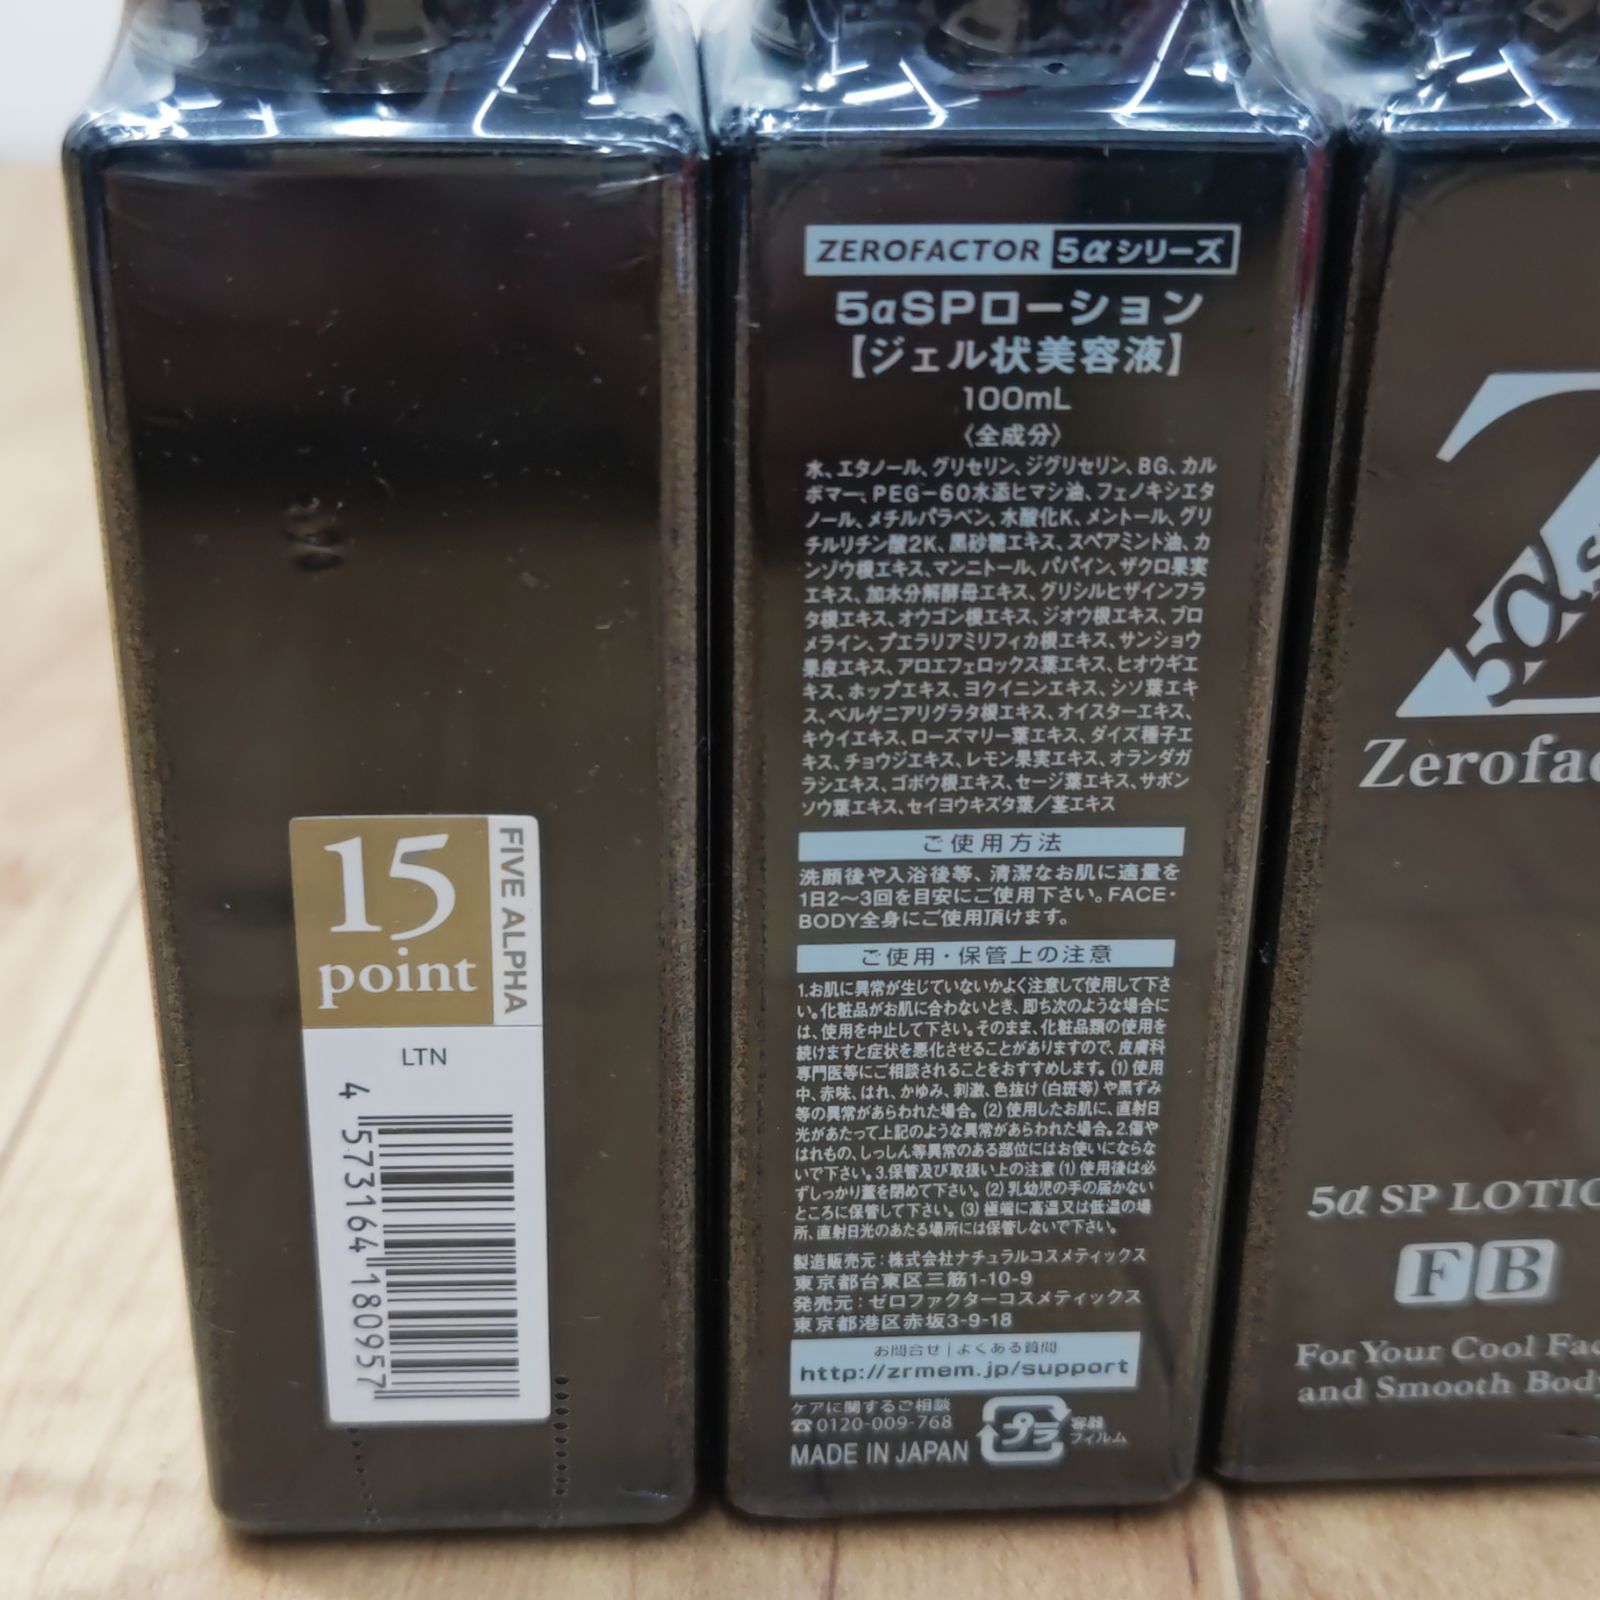 15
point
FIVE ALPHA
LTN
4 573164 180957
ZEROFACTOR 5αシリーズ
5αSPローション
【ジェル状美容液】
100mL
〈全成分〉
水、エタノール、グリセリン、ジグリセリン、BG、カル
ボマー、PEG-60水添ヒマシ油、フェノキシエタ
ノール、メチルパラベン、水酸化K、メントール、グリ
チルリチン酸2K、黒砂糖エキス、スペアミント油、カ
ンゾウ根エキス、マンニトール、パパイン、ザクロ果実
エキス、加水分解酵母エキス、グリシルヒザインフラ
タ根エキス、オウゴン根エキス、ジオウ根エキス、ブロ
メライン、プエラリアミリフィカ根エキス、サンショウ
果皮エキス、アロエフェロックス葉エキス、ヒオウギエ
キス、ホップエキス、ヨクイニンエキス、シソ葉エキ
ス、ベルゲニアリグラタ根エキス、オイスターエキス、
キウイエキス、ローズマリー葉エキス、ダイズ種子エ
キス、チョウジエキス、レモン果実エキス、オランダガ
ラシエキス、ゴボウ根エキス、セージ葉エキス、サボン
ソウ葉エキス、セイヨウキズタ葉/茎エキス
ご使用方法
洗顔後や入浴後等、清潔なお肌に適量を
1日2～3回を目安にご使用下さい。FACE・
BODY全身にご使用頂けます。
ご使用・保管上の注意
1.お肌に異常が生じていないかよく注意して使用して下さ
い。化粧品がお肌に合わないとき、即ち次のような場合に
は、使用を中止して下さい。そのまま、化粧品類の使用を
続けますと症状を悪化させることがありますので、皮膚科
専門医等にご相談されることをおすすめします。(1)使用
中、赤味、はれ、かゆみ、刺激、色抜け(白斑等)や黒ずみ
等の異常があらわれた場合。(2)使用したお肌に、直射日
光があたって上記のような異常があらわれた場合。2.傷や
はれもの、しっしん等異常のある部位にはお使いにならな
いで下さい。3.保管及び取扱い上の注意(1)使用後は必
ずしっかり蓋を閉めて下さい。(2)乳幼児の手の届かない
ところに保管して下さい。(3)極端に高温又は低温の場
所、直射日光のあたる場所には保管しないで下さい。
製造販売元：株式会社ナチュラルコスメティックス
東京都台東区三筋1-10-9
発売元：ゼロファクターコスメティックス
東京都港区赤坂3-9-18
お問合せ|よくある質問
http://zrmem.jp/support
ケアに関するご相談
☎0120-009-768
MADE IN JAPAN
プラ
容器
フィルム
Z
5α
Zerofac
5α SP LOTIO
F B
For Your Cool Fac
and Smooth Body